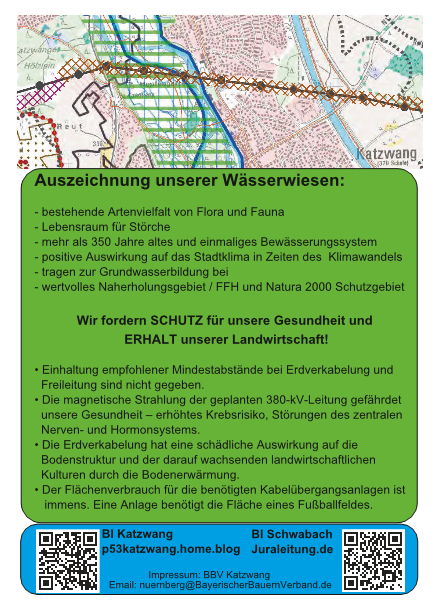 Katzwanger
Hölzlein
Reut
Katzwang
Auszeichnung unserer Wässerwiesen:
- bestehende Artenvielfalt von Flora und Fauna
- Lebensraum für Störche
- mehr als 350 Jahre altes und einmaliges Bewässerungssystem
- positive Auswirkung auf das Stadtklima in Zeiten des Klimawandels
- tragen zur Grundwasserbildung bei
- wertvolles Naherholungsgebiet / FFH und Natura 2000 Schutzgebiet
Wir fordern SCHUTZ für unsere Gesundheit und
ERHALT unserer Landwirtschaft!
• Einhaltung empfohlener Mindestabstände bei Erdverkabelung und
Freileitung sind nicht gegeben.
• Die magnetische Strahlung der geplanten 380-kV-Leitung gefährdet
unsere Gesundheit – erhöhtes Krebsrisiko, Störungen des zentralen
Nerven- und Hormonsystems.
• Die Erdverkabelung hat eine schädliche Auswirkung auf die
Bodenstruktur und der darauf wachsenden landwirtschaftlichen
Kulturen durch die Bodenerwärmung.
• Der Flächenverbrauch für die benötigten Kabelübergangsanlagen ist
immens. Eine Anlage benötigt die Fläche eines Fußballfeldes.
BI Katzwang
p53katzwang.home.blog
BI Schwabach
Juraleitung.de
Impressum: BBV Katzwang
Email: nuernberg@BayerischerBauernVerband.de